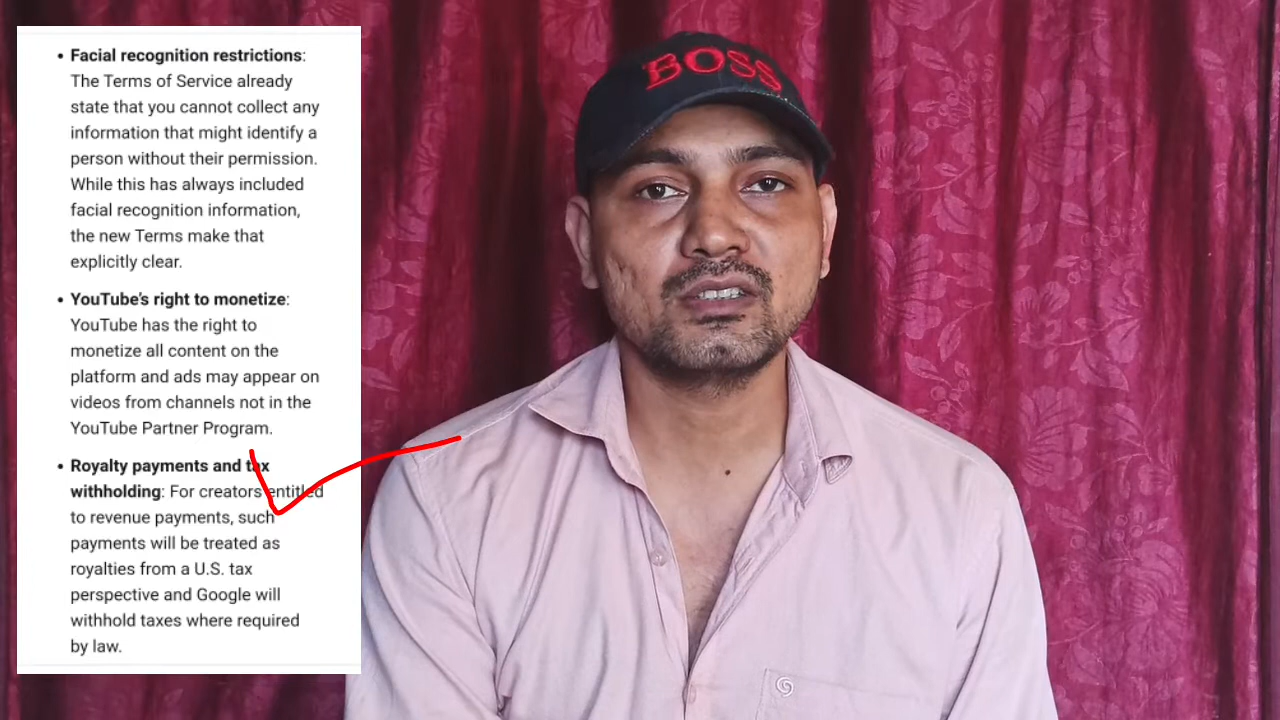 • Facial recognition restrictions:
The Terms of Service already
state that you cannot collect any
information that might identify a
person without their permission.
While this has always included
facial recognition information,
the new Terms make that
explicitly clear.
• YouTube's right to monetize:
YouTube has the right to
monetize all content on the
platform and ads may appear on
videos from channels not in the
YouTube Partner Program.
• Royalty payments and tax
withholding: For creators entitled
to revenue payments, such
payments will be treated as
royalties from a U.S. tax
perspective and Google will
withhold taxes where required
by law.
BOSS